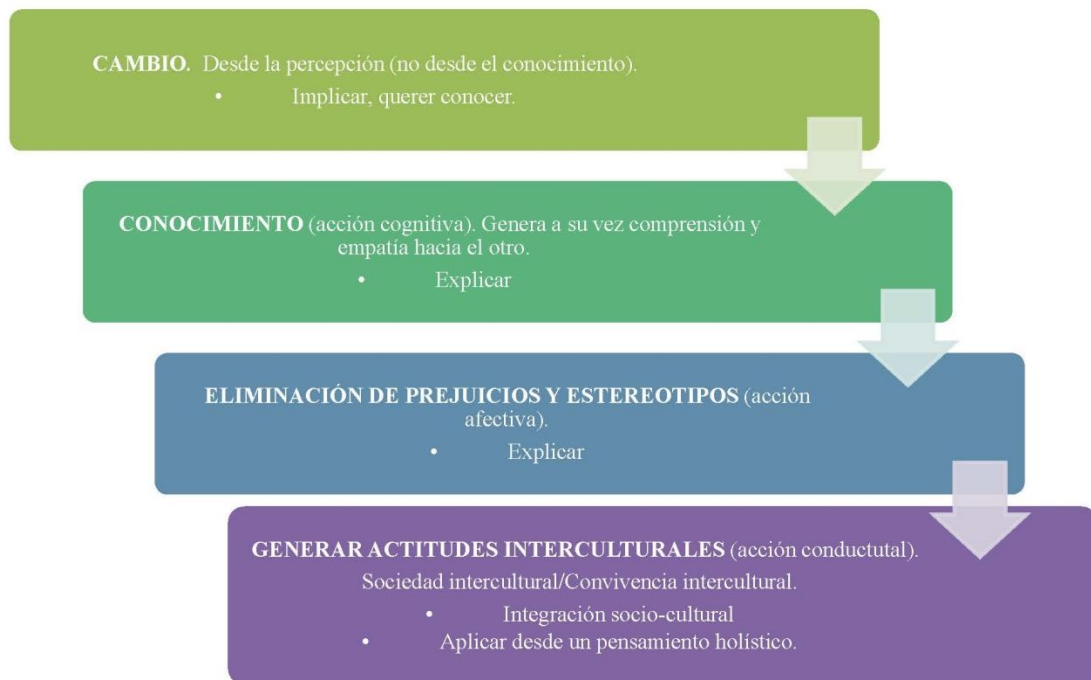 CAMBIO. Desde la percepción (no desde el conocimiento).
• Implicar, querer conocer.
CONOCIMIENTO (acción cognitiva). Genera a su vez comprensión y
empatía hacia el otro.
• Explicar
ELIMINACIÓN DE PREJUICIOS Y ESTEREOTIPOS (acción
afectiva).
• Explicar
GENERAR ACTITUDES INTERCULTURALES (acción conductutal).
Sociedad intercultural/Convivencia intercultural.
• Integración socio-cultural
• Aplicar desde un pensamiento holístico.